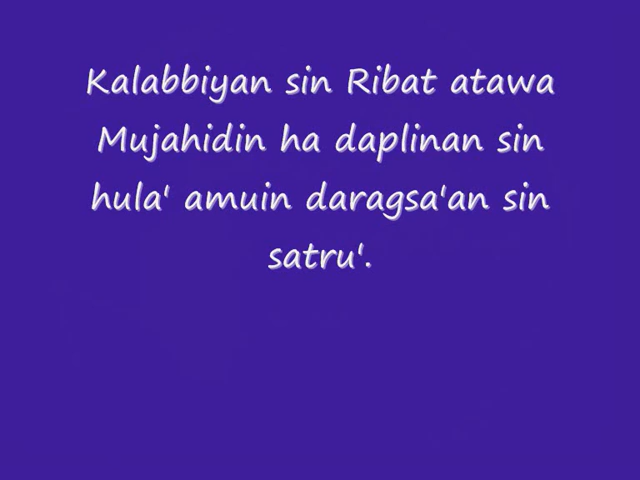 Kalabbiyan sin Ribat atawa
Mujahidin ha daplinan sin
hula' amuin daragsa'an sin
satru'.